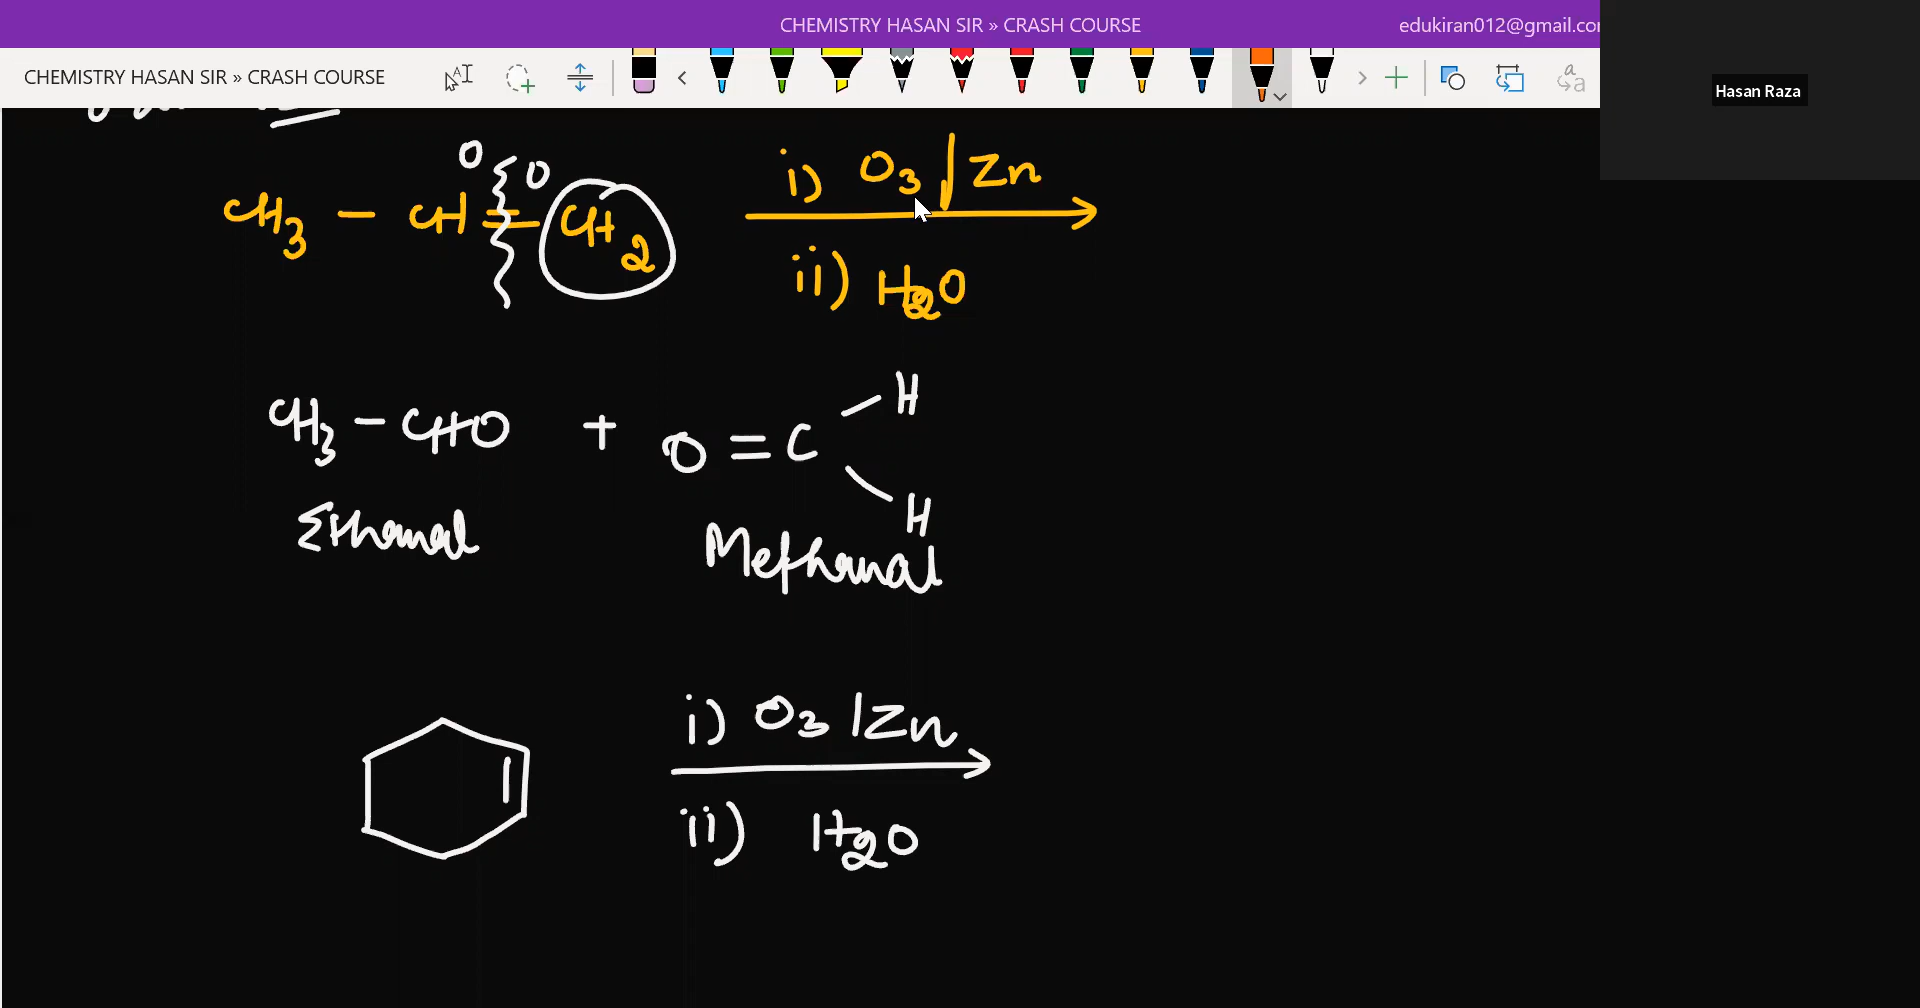 CHEMISTRY HASAN SIR » CRASH COURSE
edukiran012@gmail.co
CHEMISTRY HASAN SIR » CRASH COURSE
Hasan Raza
O O
CH3 - CH = CH2
i) O3 / Zn
ii) H2O
CH3 - CHO + O = C
H
H
Ethanal
Methanal
i) O3 / Zn
ii) H2O